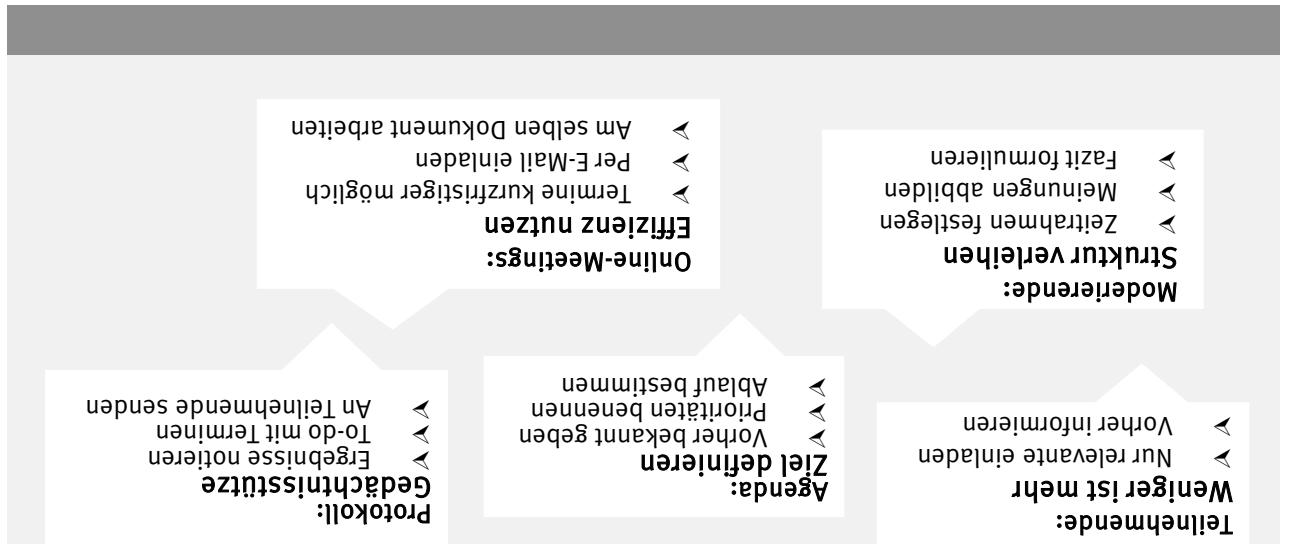 Teilnehmende:
Weniger ist mehr
➢ Nur relevante einladen
➢ Vorher informieren
Agenda:
Ziel definieren
➢ Vorher bekannt geben
➢ Prioritäten benennen
➢ Ablauf bestimmen
Protokoll:
Gedächtnisstütze
➢ Ergebnisse notieren
➢ To-do mit Terminen
➢ An Teilnehmende senden
Moderierende:
Struktur verleihen
➢ Zeitrahmen festlegen
➢ Meinungen abbilden
➢ Fazit formulieren
Online-Meetings:
Effizienz nutzen
➢ Termine kurzfristiger möglich
➢ Per E-Mail einladen
➢ Am selben Dokument arbeiten